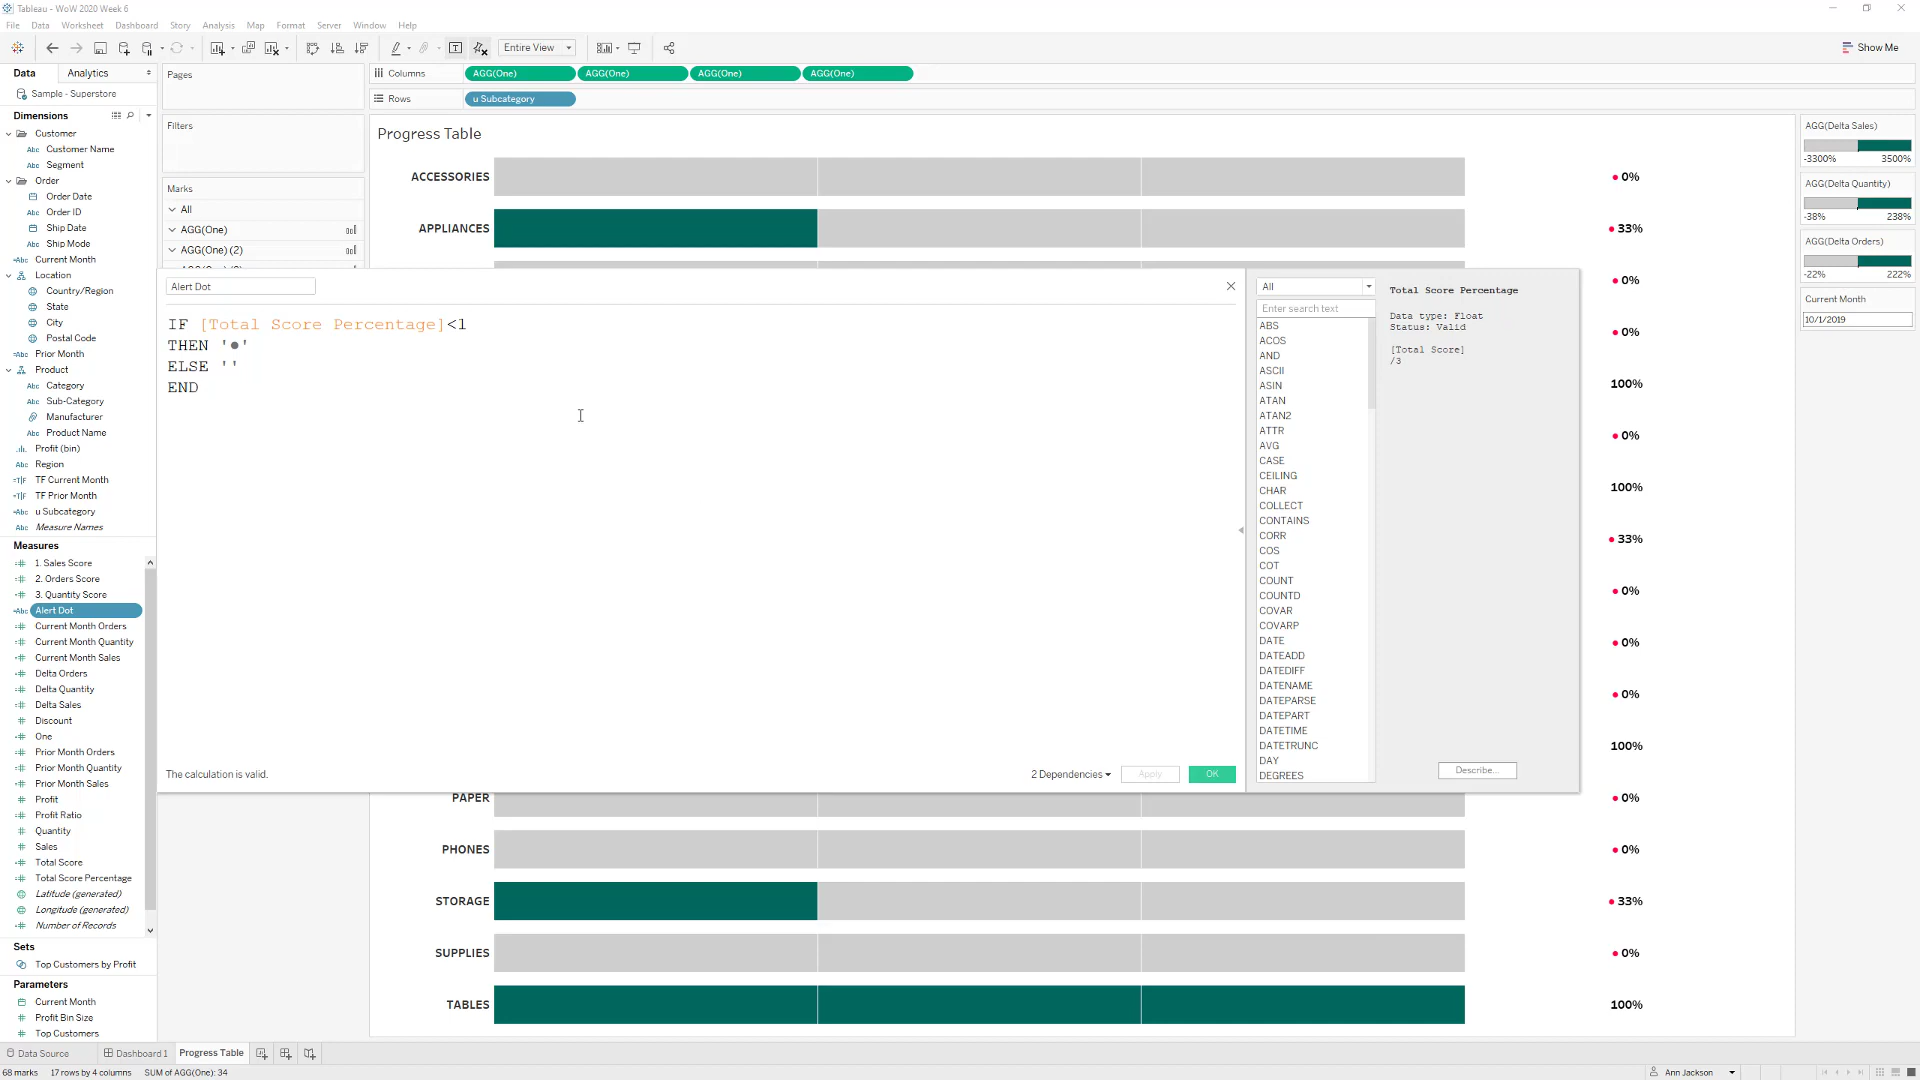 Tableau - WoW 2020 Week 6
File Data Worksheet Dashboard Story Analysis Map Format Server Window Help
Entire View
Show Me
Data Analytics
Pages
Columns AGG(One) AGG(One) AGG(One) AGG(One)
Sample - Superstore
Rows u Subcategory
Dimensions
Customer
Customer Name
Segment
Order
Order Date
Order ID
Ship Date
Ship Mode
Current Month
Location
Country/Region
State
City
Postal Code
Prior Month
Product
Category
Sub-Category
Manufacturer
Product Name
Profit (bin)
Region
TF Current Month
TF Prior Month
u Subcategory
Measure Names
Measures
1. Sales Score
2. Orders Score
3. Quantity Score
Alert Dot
Current Month Orders
Current Month Quantity
Current Month Sales
Delta Orders
Delta Quantity
Delta Sales
Discount
One
Prior Month Orders
Prior Month Quantity
Prior Month Sales
Profit
Profit Ratio
Quantity
Sales
Total Score
Total Score Percentage
Latitude (generated)
Longitude (generated)
Number of Records
Sets
Top Customers by Profit
Parameters
Current Month
Profit Bin Size
Top Customers
Filters
Marks
All
AGG(One)
AGG(One) (2)
Progress Table
ACCESSORIES ● 0%
APPLIANCES ● 33%
● 0%
● 0%
100%
● 0%
100%
● 33%
● 0%
● 0%
● 0%
100%
PAPER ● 0%
PHONES ● 0%
STORAGE ● 33%
SUPPLIES ● 0%
TABLES 100%
Alert Dot
IF [Total Score Percentage]<1
THEN '●'
ELSE ''
END
The calculation is valid.
2 Dependencies
Apply
OK
All
Enter search text
ABS
ACOS
AND
ASCII
ASIN
ATAN
ATAN2
ATTR
AVG
CASE
CEILING
CHAR
COLLECT
CONTAINS
CORR
COS
COT
COUNT
COUNTD
COVAR
COVARP
DATE
DATEADD
DATEDIFF
DATENAME
DATEPARSE
DATEPART
DATETIME
DATETRUNC
DAY
DEGREES
Total Score Percentage
Data type: Float
Status: Valid
[Total Score]
/3
Describe...
AGG(Delta Sales)
-3300% 3500%
AGG(Delta Quantity)
-38% 238%
AGG(Delta Orders)
-22% 222%
Current Month
10/1/2019
Data Source Dashboard 1 Progress Table
68 marks 17 rows by 4 columns SUM of AGG(One): 34
Ann Jackson